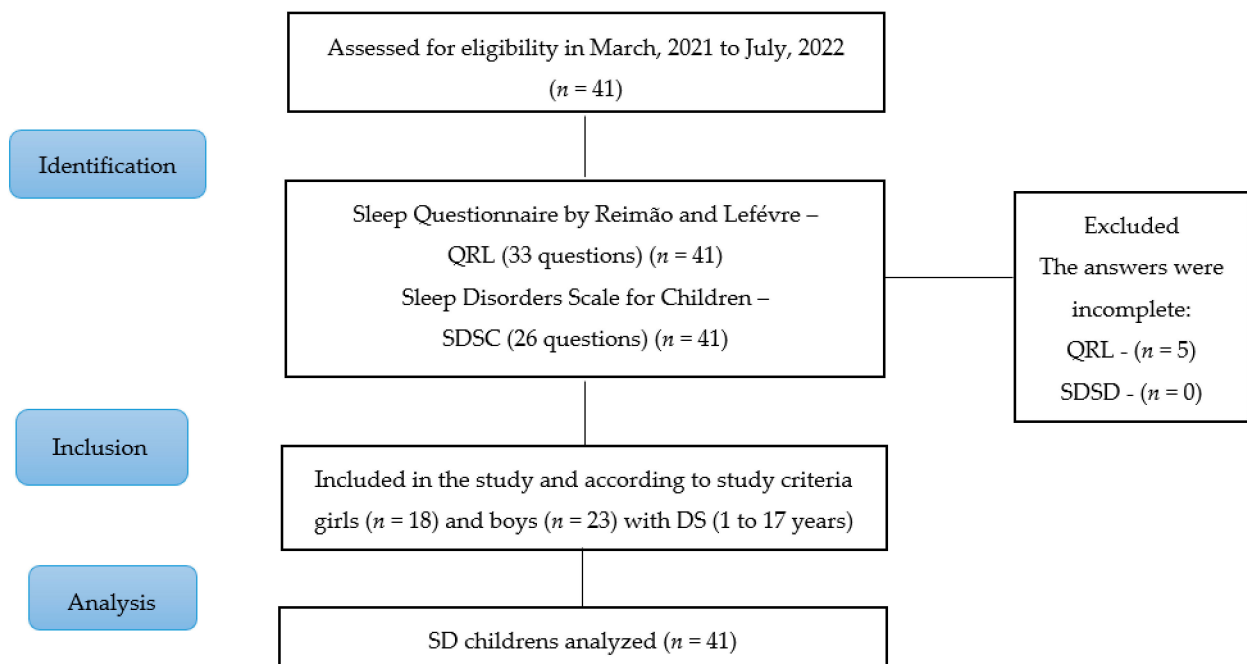 Assessed for eligibility in March, 2021 to July, 2022
(n = 41)
Identification
Sleep Questionnaire by Reimão and Lefévre –
QRL (33 questions) (n = 41)
Sleep Disorders Scale for Children –
SDSC (26 questions) (n = 41)
Excluded
The answers were
incomplete:
QRL - (n = 5)
SDSD - (n = 0)
Inclusion
Included in the study and according to study criteria
girls (n = 18) and boys (n = 23) with DS (1 to 17 years)
Analysis
SD childrens analyzed (n = 41)